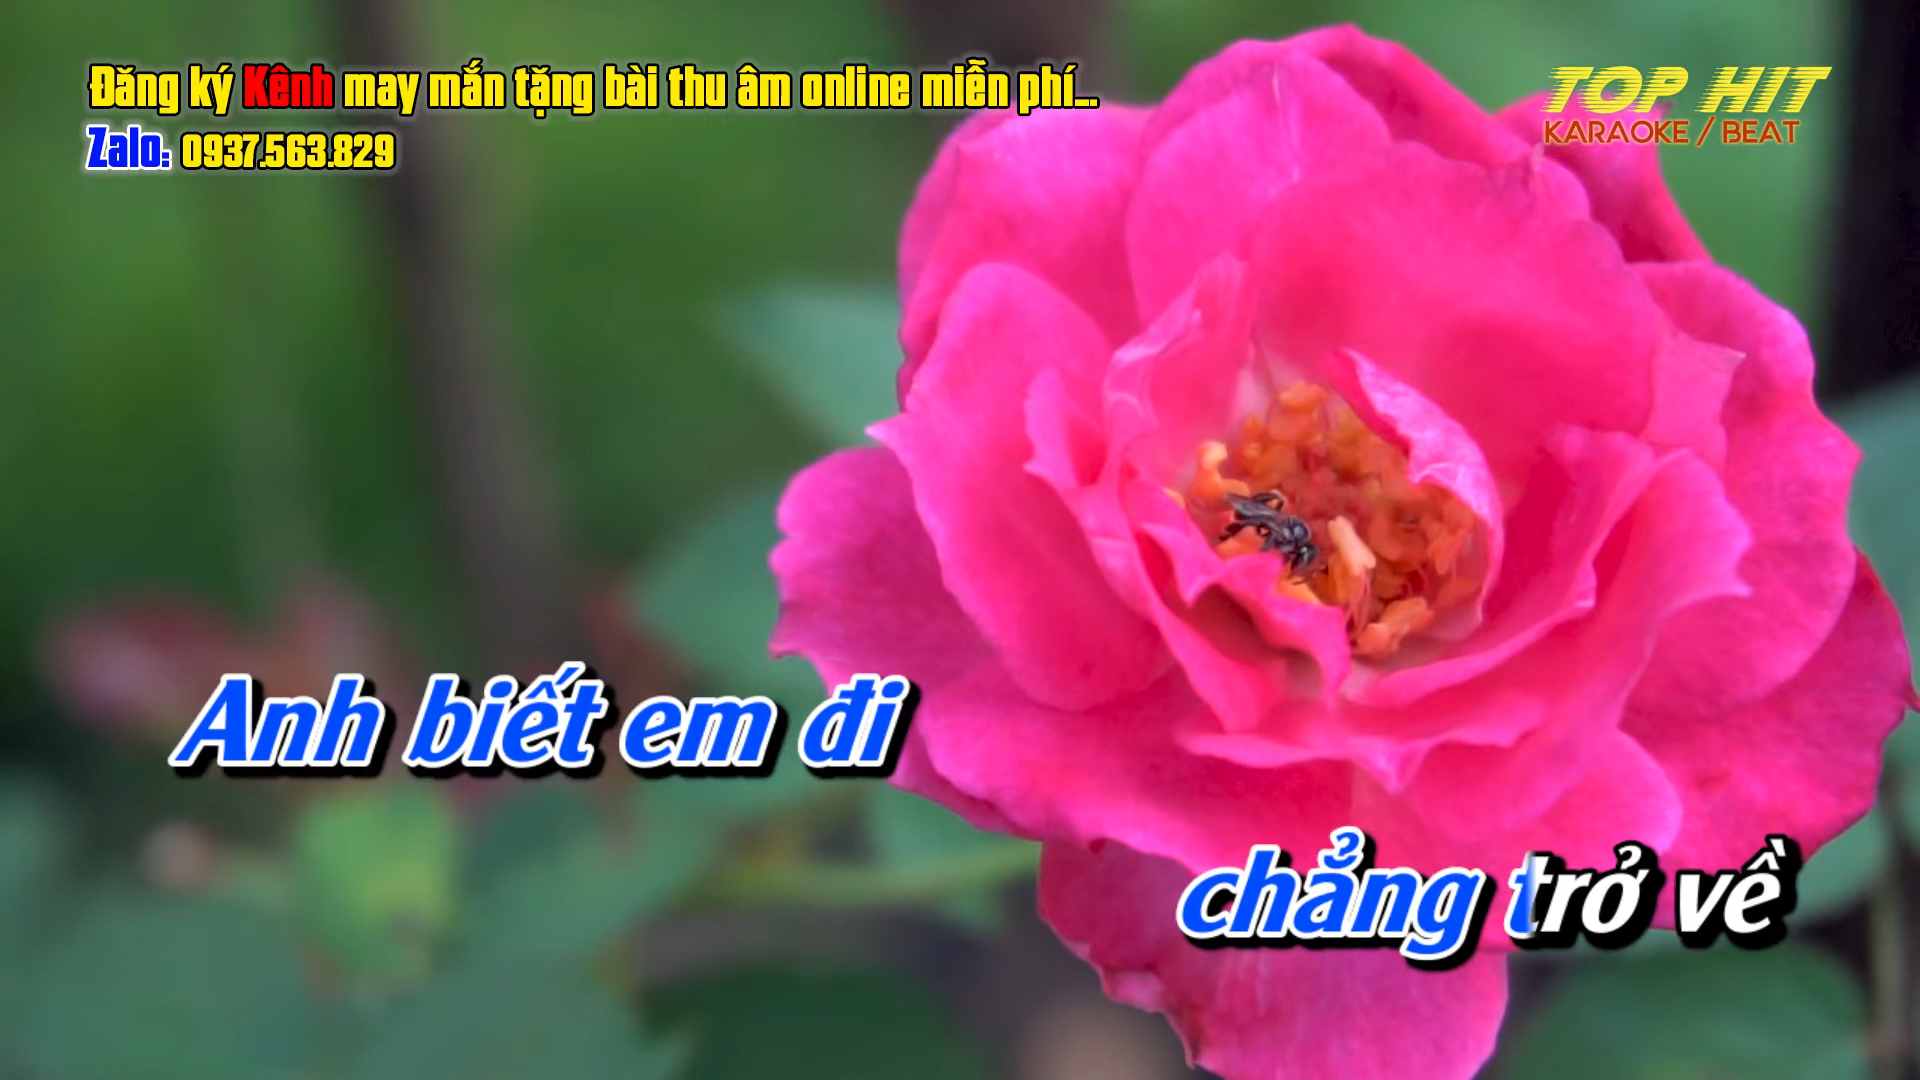 Đăng ký Kênh may mắn tặng bài thu âm online miễn phí...
Zalo: 0937.563.829
TOP HIT
KARAOKE / BEAT
Anh biết em đi
chẳng trở về